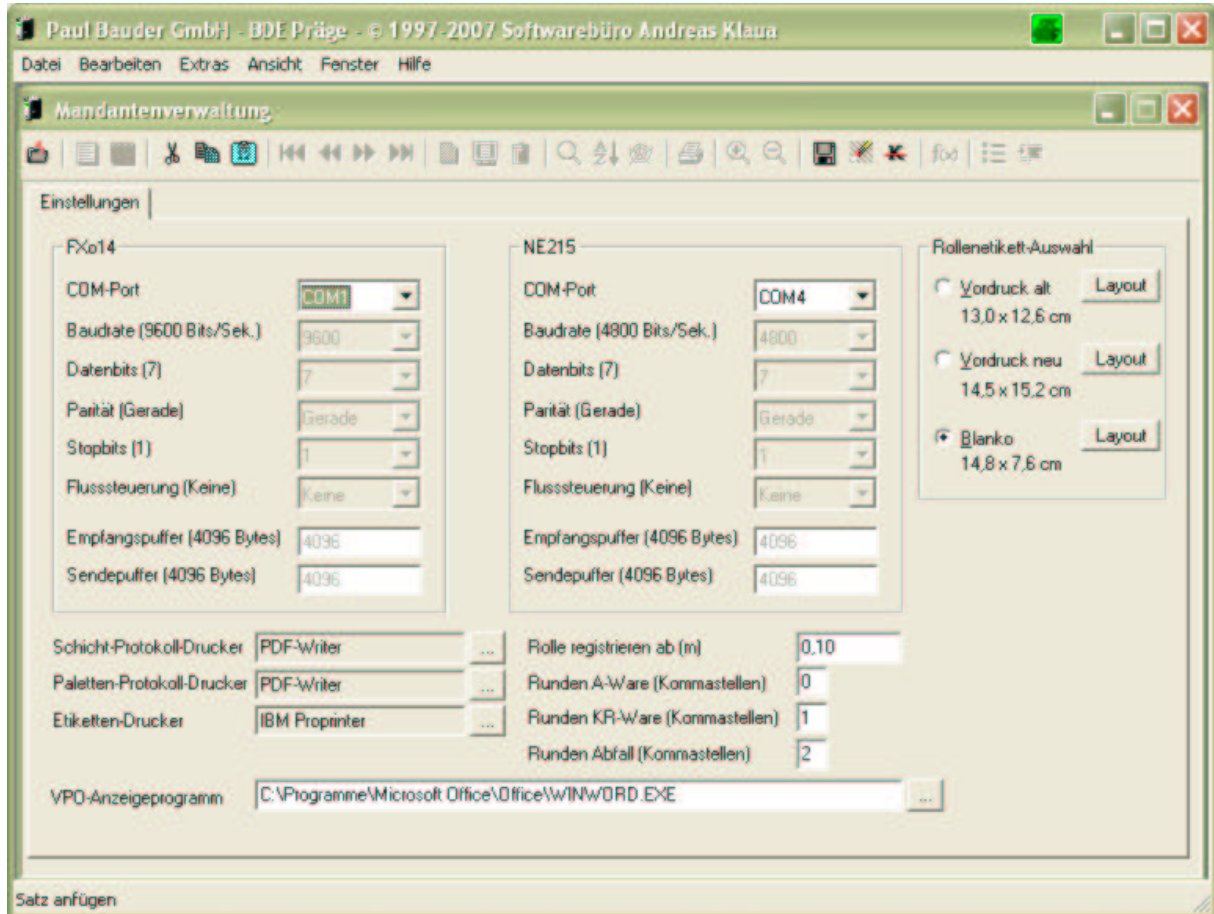 Paul Bauder GmbH - BDE Präge - © 1997-2007 Softwarebüro Andreas Klaua
Datei Bearbeiten Extras Ansicht Fenster Hilfe
Mandantenverwaltung
f(x)
Einstellungen
FXo14
COM-Port COM1
Baudrate (9600 Bits/Sek.) 9600
Datenbits (7) 7
Parität (Gerade) Gerade
Stopbits (1) 1
Flusssteuerung (Keine) Keine
Empfangspuffer (4096 Bytes) 4096
Sendepuffer (4096 Bytes) 4096
NE215
COM-Port COM4
Baudrate (4800 Bits/Sek.) 4800
Datenbits (7) 7
Parität (Gerade) Gerade
Stopbits (1) 1
Flusssteuerung (Keine) Keine
Empfangspuffer (4096 Bytes) 4096
Sendepuffer (4096 Bytes) 4096
Rollenetikett-Auswahl
Vordruck alt Layout
13,0 x 12,6 cm
Vordruck neu Layout
14,5 x 15,2 cm
Blanko Layout
14,8 x 7,6 cm
Schicht-Protokoll-Drucker PDF-Writer ...
Paletten-Protokoll-Drucker PDF-Writer ...
Etiketten-Drucker IBM Proprinter ...
Rolle registrieren ab (m) 0,10
Runden A-Ware (Kommastellen) 0
Runden KR-Ware (Kommastellen) 1
Runden Abfall (Kommastellen) 2
VPO-Anzeigeprogramm C:\Programme\Microsoft Office\Office\WINWORD.EXE ...
Satz anfügen